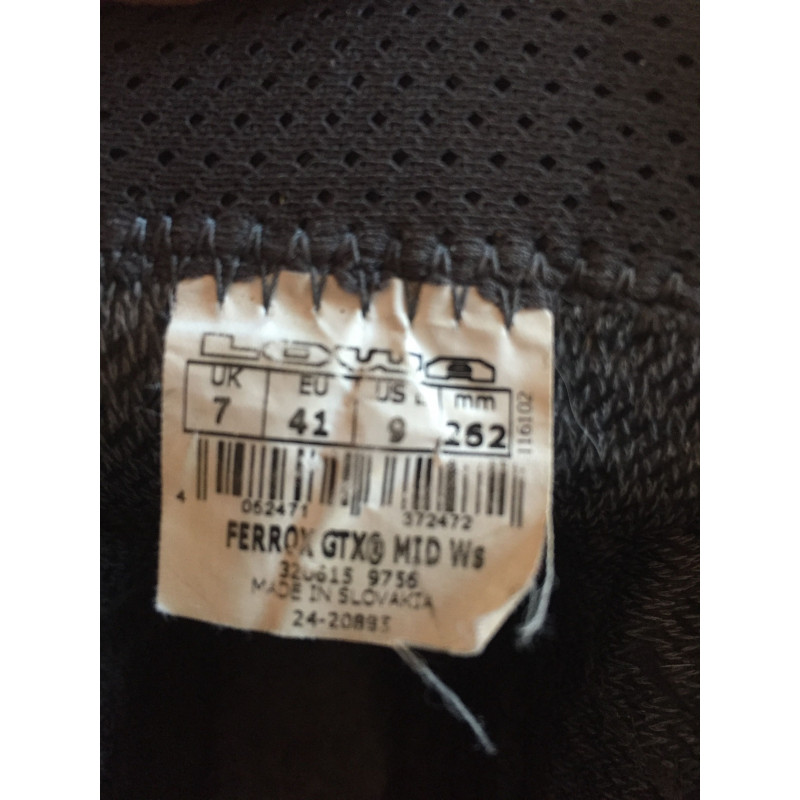 LOWA
UK EU US L mm
7 41 9 262
116102
4 052471 372472
FERROX GTX® MID Ws
320615 9756
MADE IN SLOVAKIA
24-20893